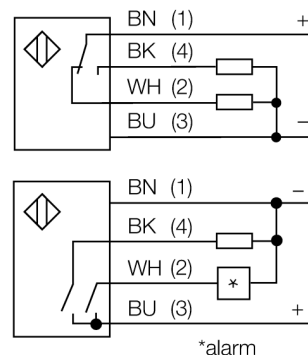 BN (1) +
BK (4)
WH (2)
BU (3) −
BN (1) −
BK (4)
WH (2)
*
BU (3) +
*alarm